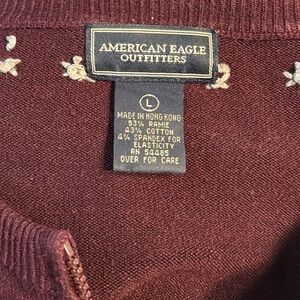 AMERICAN EAGLE
OUTFITTERS
L
MADE IN HONG KONG
53% RAMIE
43% COTTON
4% SPANDEX FOR
ELASTICITY
RN 54485
OVER FOR CARE